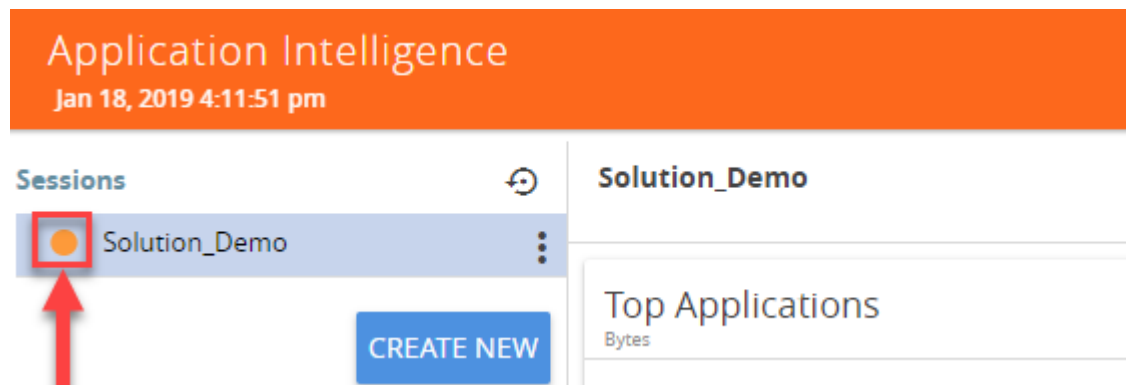 Application Intelligence
Jan 18, 2019 4:11:51 pm
Sessions
Solution_Demo
Solution_Demo
CREATE NEW
Top Applications
Bytes